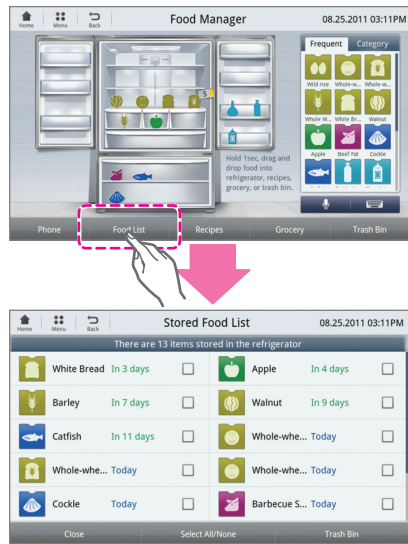 Home Menu Back Food Manager 08.25.2011 03:11PM
Frequent Category
Wild rice Whole-w... Whole-w...
Whole W... White Br... Walnut
Apple Beef Fat Cockle
5
Hold 1sec, drag and
drop food into
refrigerator, recipes,
grocery, or trash bin.
Phone Food List Recipes Grocery Trash Bin
Home Menu Back Stored Food List 08.25.2011 03:11PM
There are 13 items stored in the refrigerator
White Bread In 3 days Apple In 4 days
Barley In 7 days Walnut In 9 days
Catfish In 11 days Whole-whe... Today
Whole-whe... Today Whole-whe... Today
Cockle Today Barbecue S... Today
Close Select All/None Trash Bin